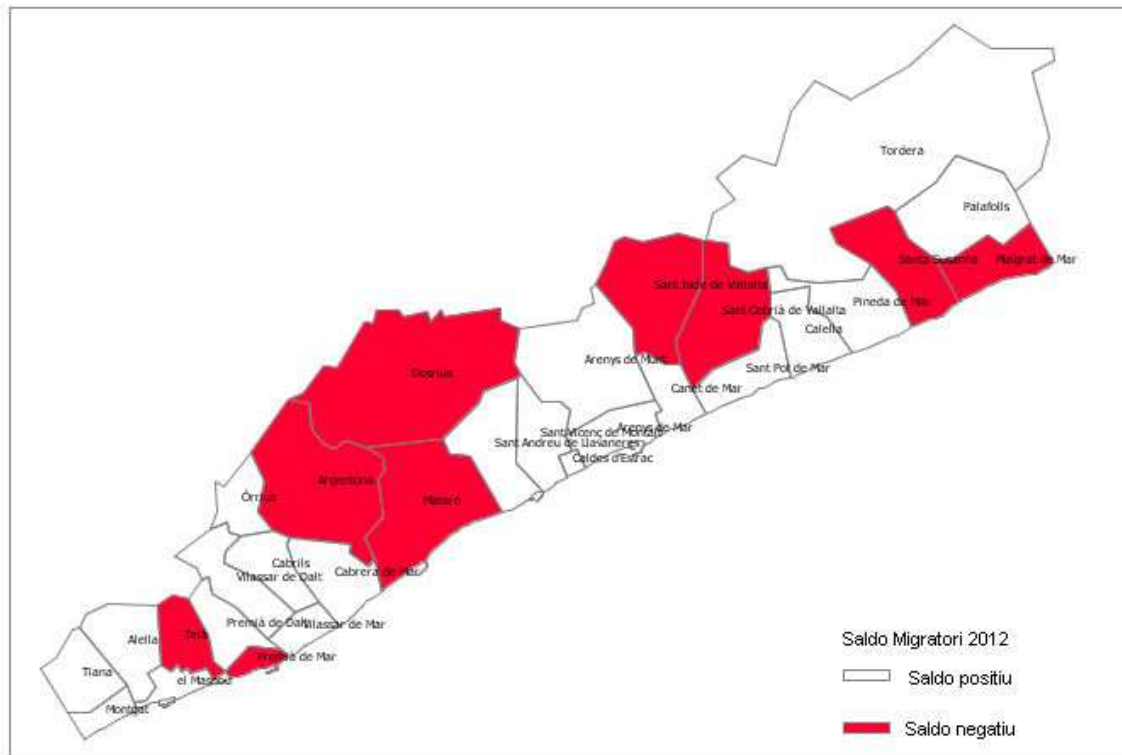 Tordera
Palafolls
Santa Susanna
Malgrat de Mar
Sant Iscle de Vallalta
Pineda de Mar
Sant Cebrià de Vallalta
Calella
Arenys de Munt
Sant Pol de Mar
Dosrius
Canet de Mar
Arenys de Mar
Sant Vicenç de Montalt
Sant Andreu de Llavaneres
Caldes d'Estrac
Argentona
Òrrius
Mataró
Cabrils
Cabrera de Mar
Vilassar de Dalt
Premià de Dalt
Vilassar de Mar
Alella
Teià
Saldo Migratori 2012
Premià de Mar
Tiana
el Masnou
Saldo positiu
Montgat
Saldo negatiu